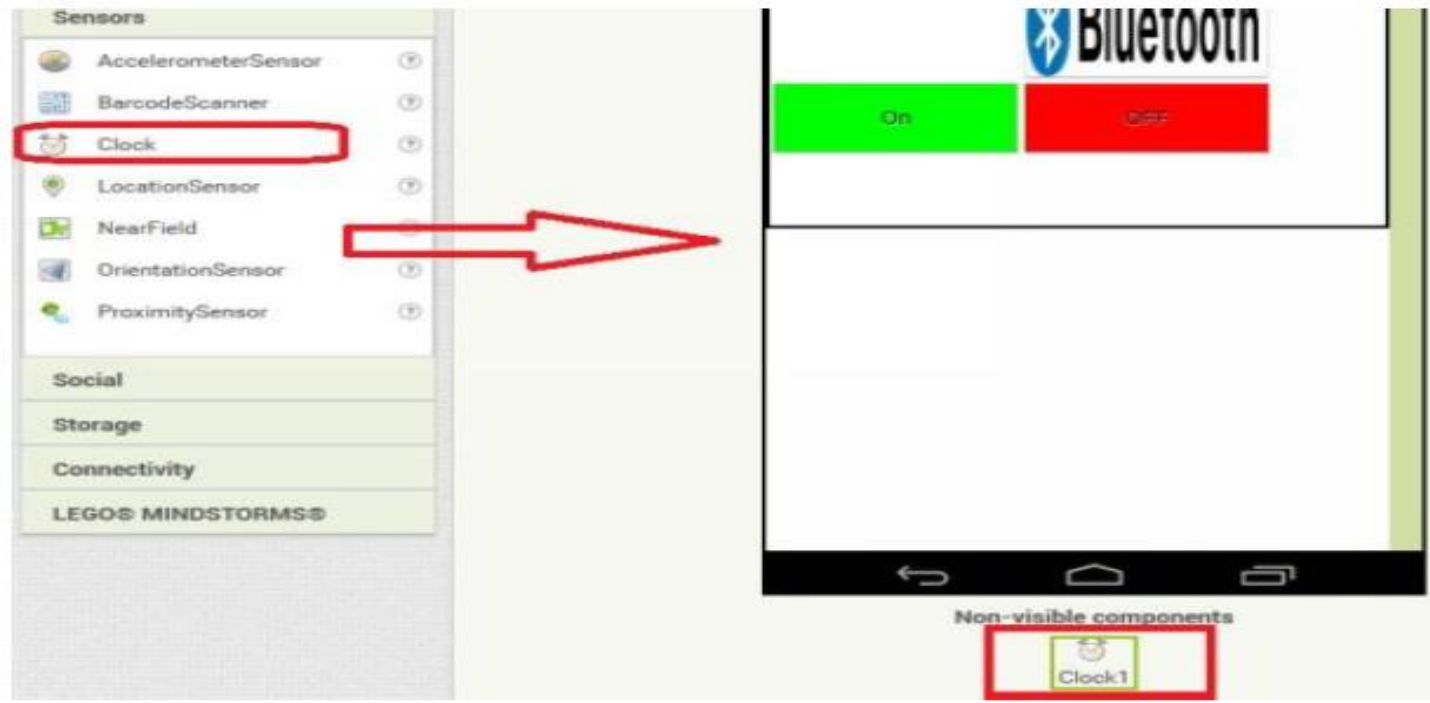 Sensors
AccelerometerSensor
BarcodeScanner
Clock
LocationSensor
NearField
OrientationSensor
ProximitySensor
Social
Storage
Connectivity
LEGO® MINDSTORMS®
Bluetooth
On
OFF
Non-visible components
Clock1